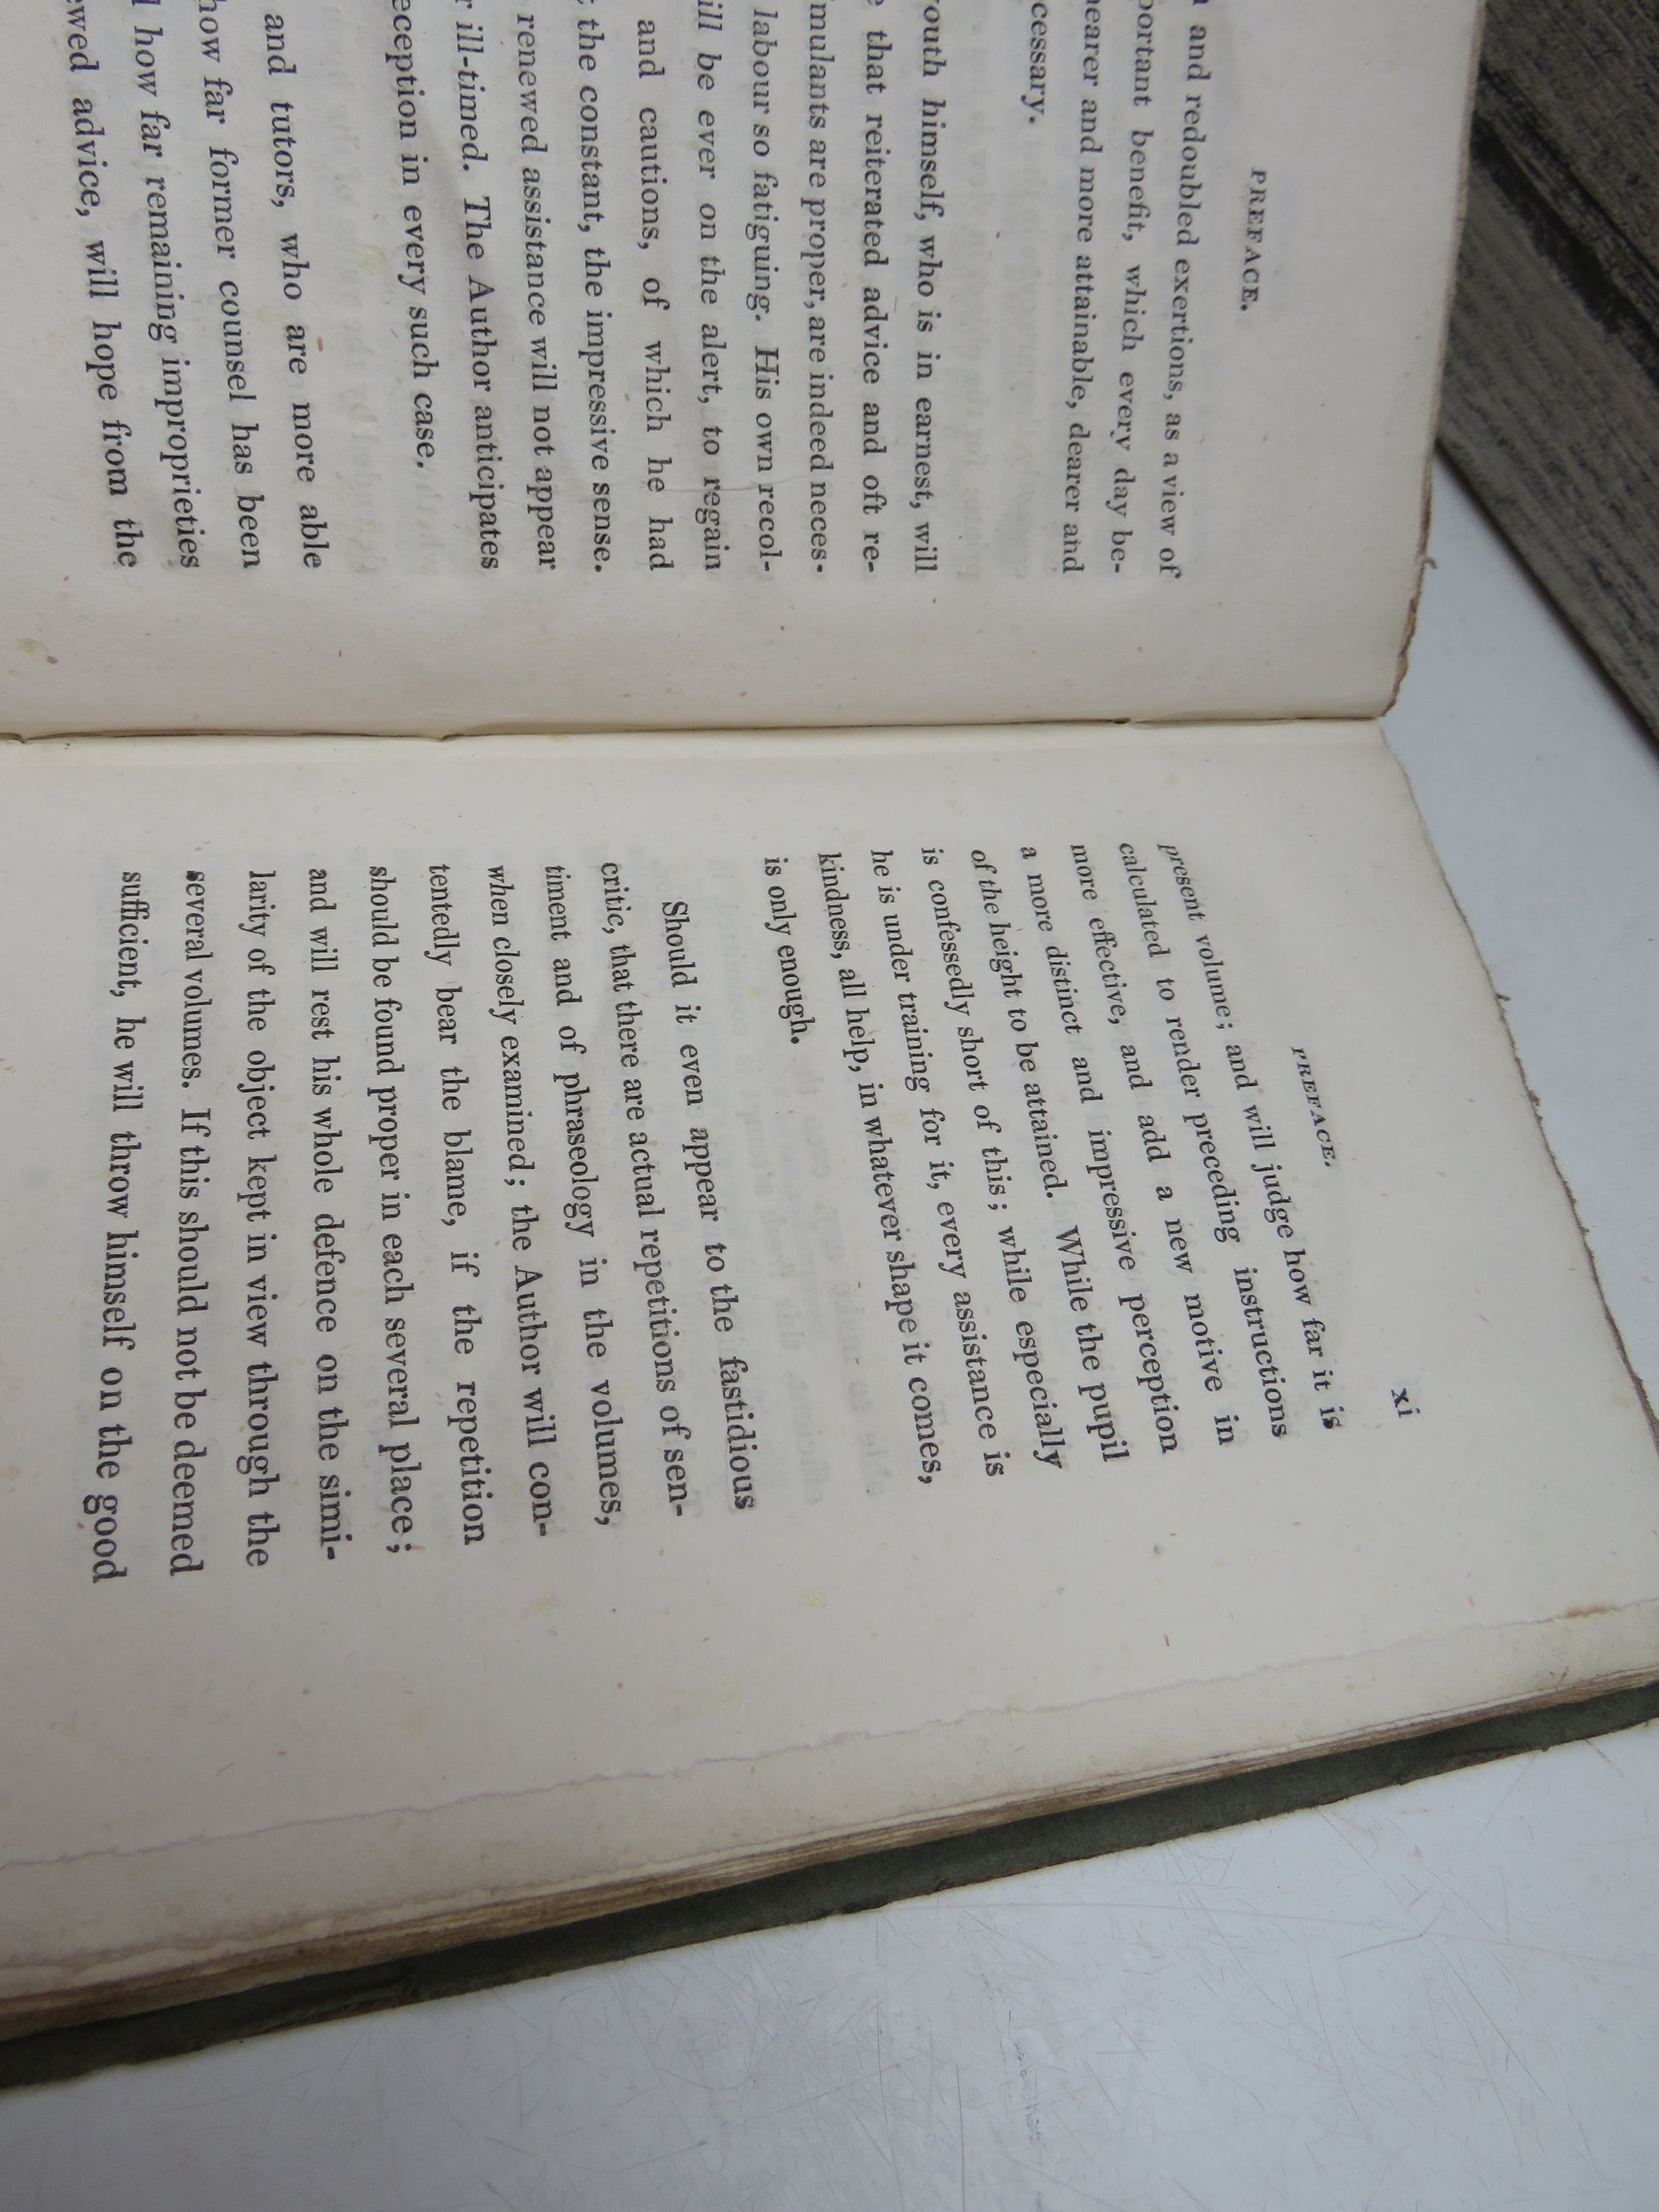 PREFACE.
and redoubled exertions, as a view of
benefit, which every day be-
and more attainable, dearer and
himself, who is in earnest, will
that reiterated advice and oft re-
are proper, are indeed neces-
labour so fatiguing. His own recol-
be ever on the alert, to regain
and cautions, of which he had
the constant, the impressive sense.
renewed assistance will not appear
ill-timed. The Author anticipates
in every such case.
and tutors, who are more able
how far former counsel has been
how far remaining improprieties
advice, will hope from the
PREFACE. xi
present volume; and will judge how far it is
calculated to render preceding instructions
more effective, and add a new motive in
a more distinct and impressive perception
of the height to be attained. While the pupil
is confessedly short of this; while especially
he is under training for it, every assistance is
kindness, all help, in whatever shape it comes,
is only enough.
Should it even appear to the fastidious
critic, that there are actual repetitions of sen-
timent and of phraseology in the volumes,
when closely examined; the Author will con-
tentedly bear the blame, if the repetition
should be found proper in each several place;
and will rest his whole defence on the simi-
larity of the object kept in view through the
several volumes. If this should not be deemed
sufficient, he will throw himself on the good